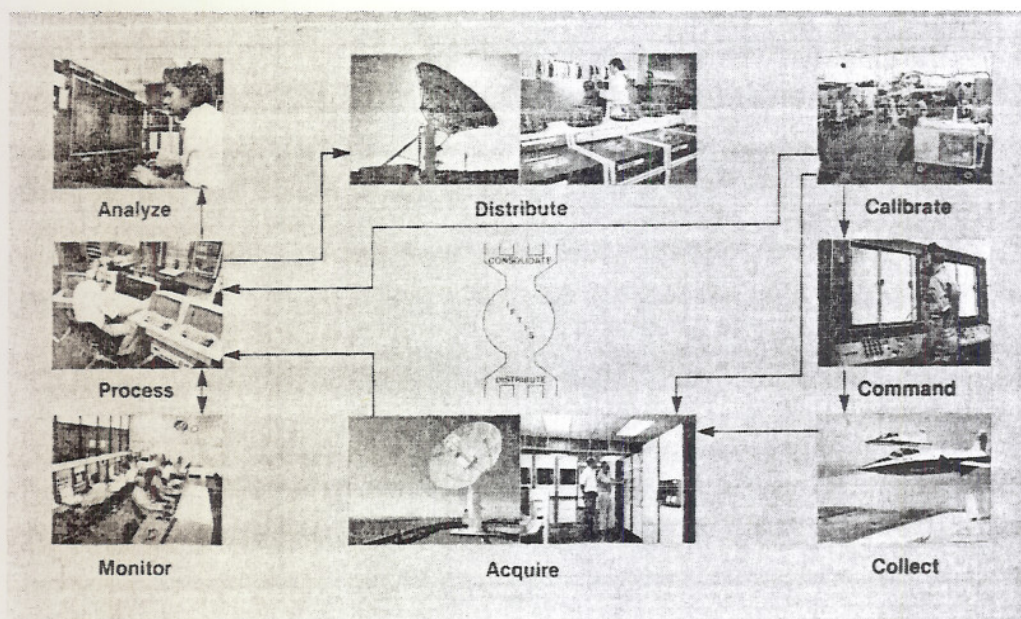 Analyze
Distribute
Calibrate
CONSOLIDATE
Process
Command
DISTRIBUTE
Monitor
Acquire
Collect